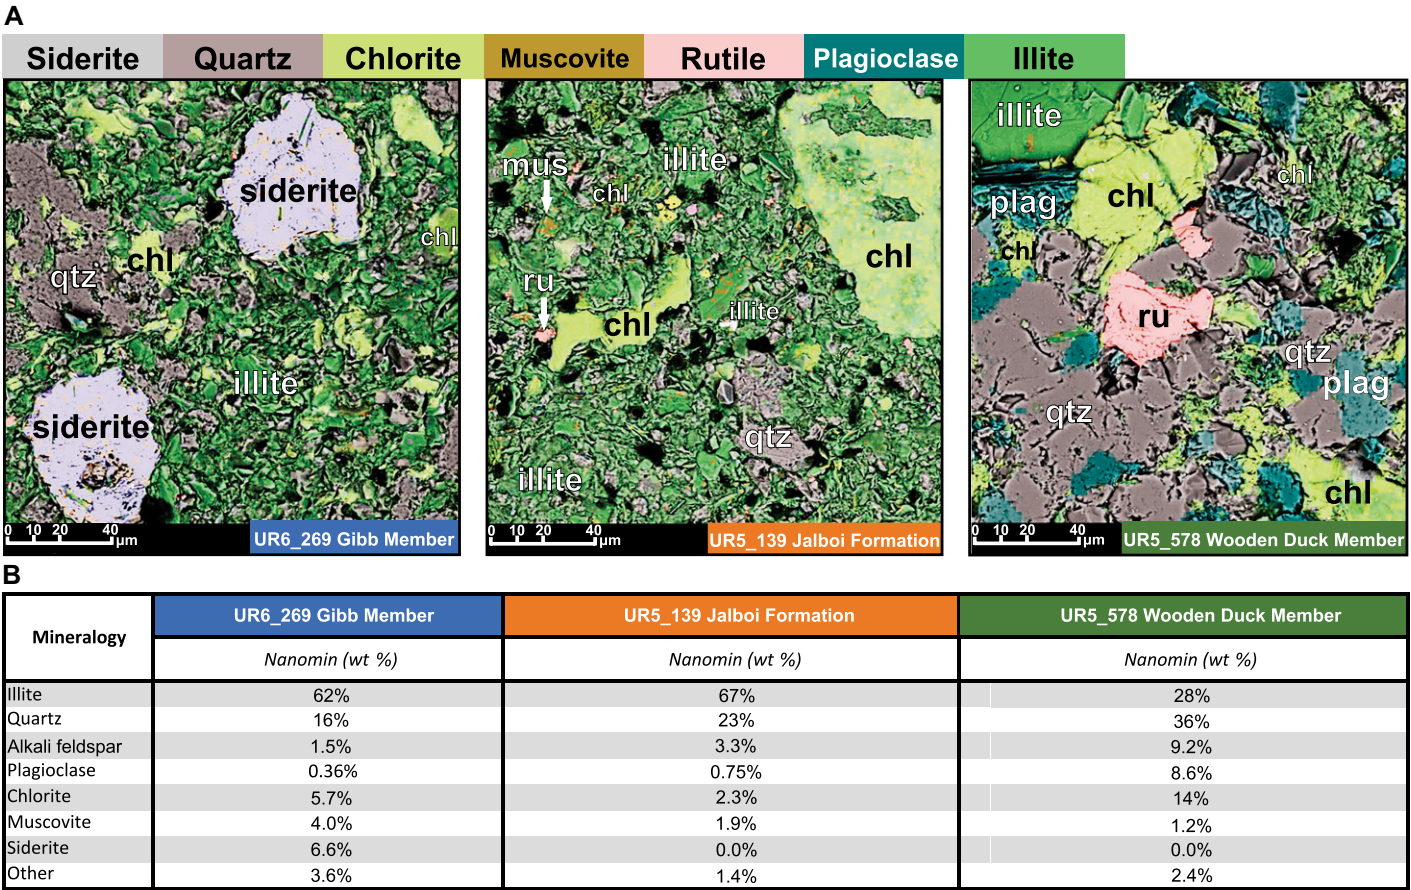 A
Siderite Quartz Chlorite Muscovite Rutile Plagioclase Illite
siderite
chl
chl
qtz
illite
siderite
0 10 20 40 µm
UR6_269 Gibb Member
mus
illite
chl
chl
ru
illite
chl
qtz
illite
0 10 20 40 µm
UR5_139 Jalboi Formation
illite
chl
chl
plag
chl
ru
qtz
plag
qtz
chl
0 10 20 40 µm
UR5_578 Wooden Duck Member
B
Mineralogy UR6_269 Gibb Member UR5_139 Jalboi Formation UR5_578 Wooden Duck Member
Nanomin (wt %) Nanomin (wt %) Nanomin (wt %)
Illite 62% 67% 28%
Quartz 16% 23% 36%
Alkali feldspar 1.5% 3.3% 9.2%
Plagioclase 0.36% 0.75% 8.6%
Chlorite 5.7% 2.3% 14%
Muscovite 4.0% 1.9% 1.2%
Siderite 6.6% 0.0% 0.0%
Other 3.6% 1.4% 2.4%